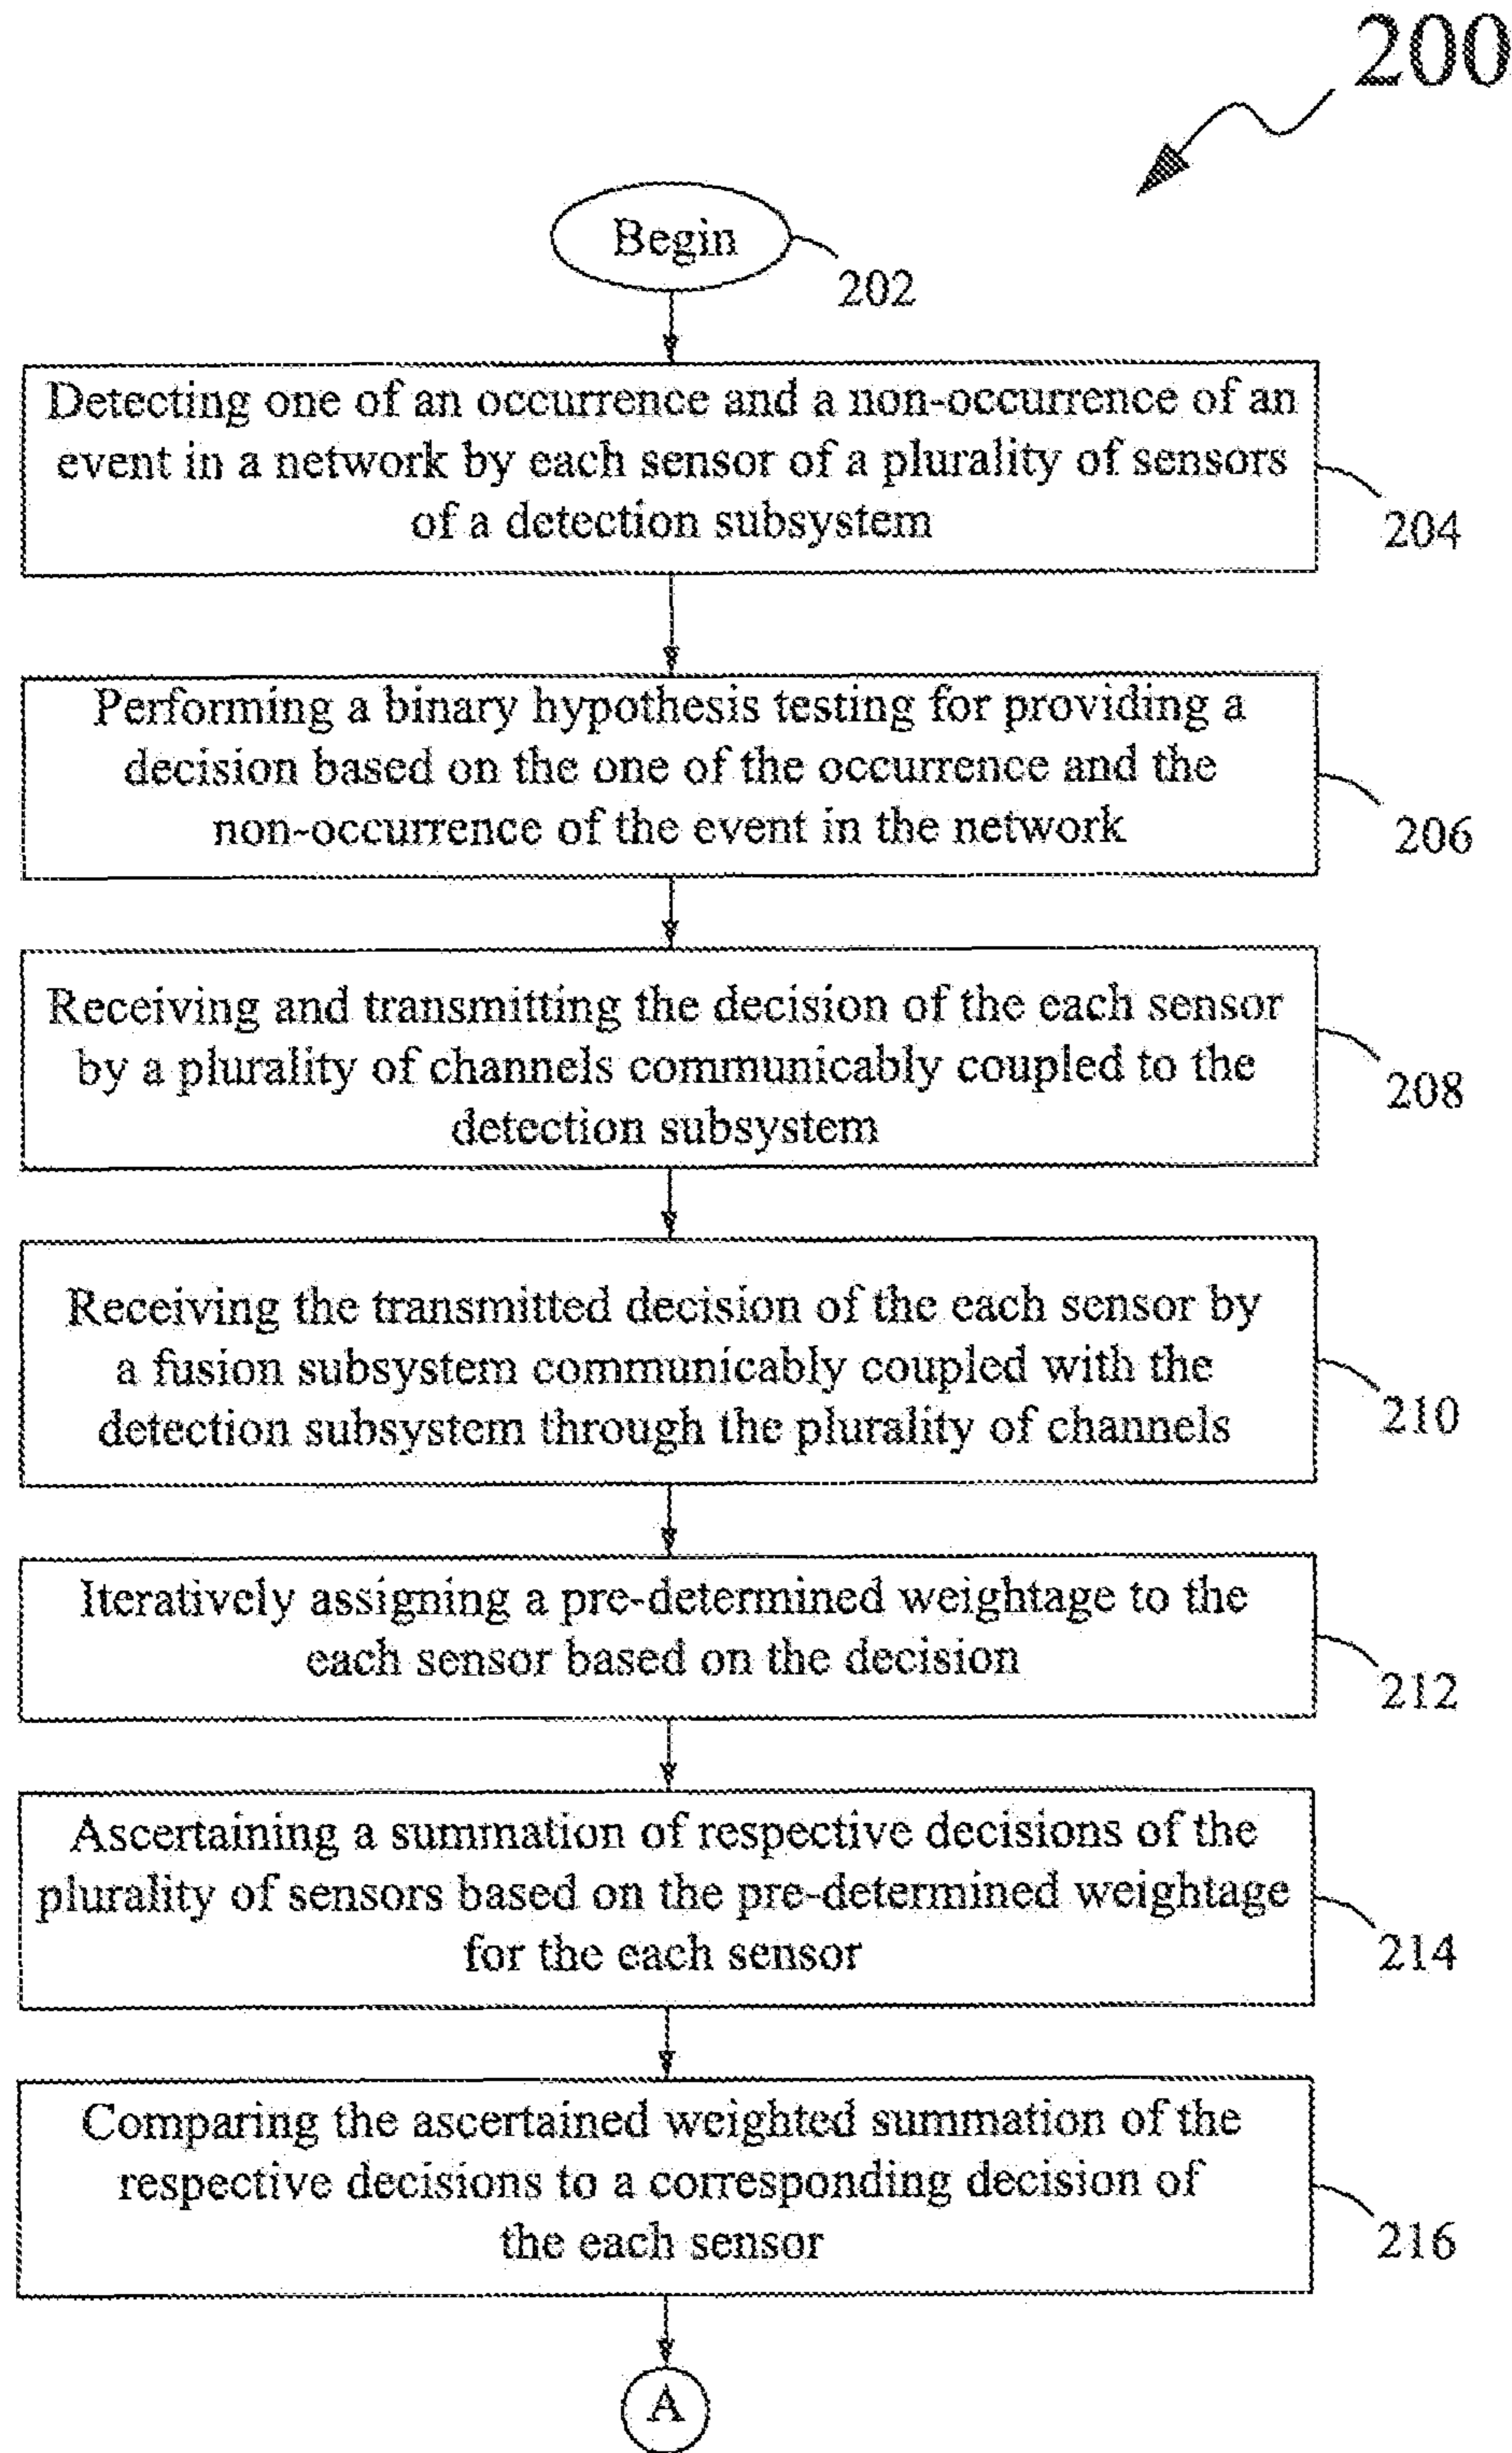 200
Begin
202
Detecting one of an occurrence and a non-occurrence of an
event in a network by each sensor of a plurality of sensors
of a detection subsystem
204
Performing a binary hypothesis testing for providing a
decision based on the one of the occurrence and the
non-occurrence of the event in the network
206
Receiving and transmitting the decision of the each sensor
by a plurality of channels communicably coupled to the
detection subsystem
208
Receiving the transmitted decision of the each sensor by
a fusion subsystem communicably coupled with the
detection subsystem through the plurality of channels
210
Iteratively assigning a pre-determined weightage to the
each sensor based on the decision
212
Ascertaining a summation of respective decisions of the
plurality of sensors based on the pre-determined weightage
for the each sensor
214
Comparing the ascertained weighted summation of the
respective decisions to a corresponding decision of
the each sensor
216
A